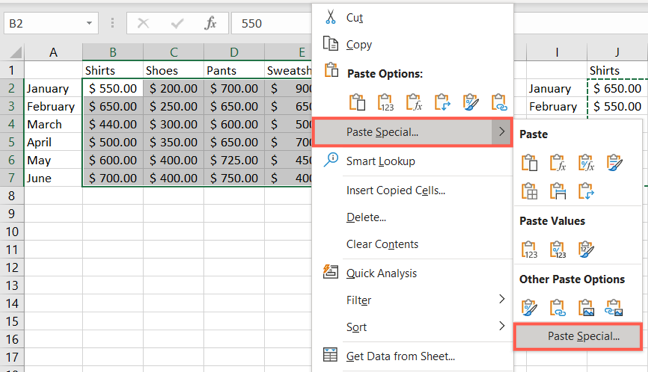 B2 550
Cut
Copy
Paste Options:
Paste Special...
Smart Lookup
Insert Copied Cells...
Delete...
Clear Contents
Quick Analysis
Filter
Sort
Get Data from Sheet...
Paste
Paste Values
Other Paste Options
Paste Special...
A B C D E I J
1 Shirts Shoes Pants Sweatsh Shirts
2 January $ 550.00 $ 200.00 $ 700.00 $ 900 January $ 650.00
3 February $ 650.00 $ 250.00 $ 650.00 $ 650 February $ 550.00
4 March $ 440.00 $ 300.00 $ 600.00 $ 500
5 April $ 500.00 $ 350.00 $ 650.00 $ 700
6 May $ 600.00 $ 400.00 $ 725.00 $ 450
7 June $ 700.00 $ 400.00 $ 750.00 $ 400
8
9
10
11
12
13
14
15
16
17